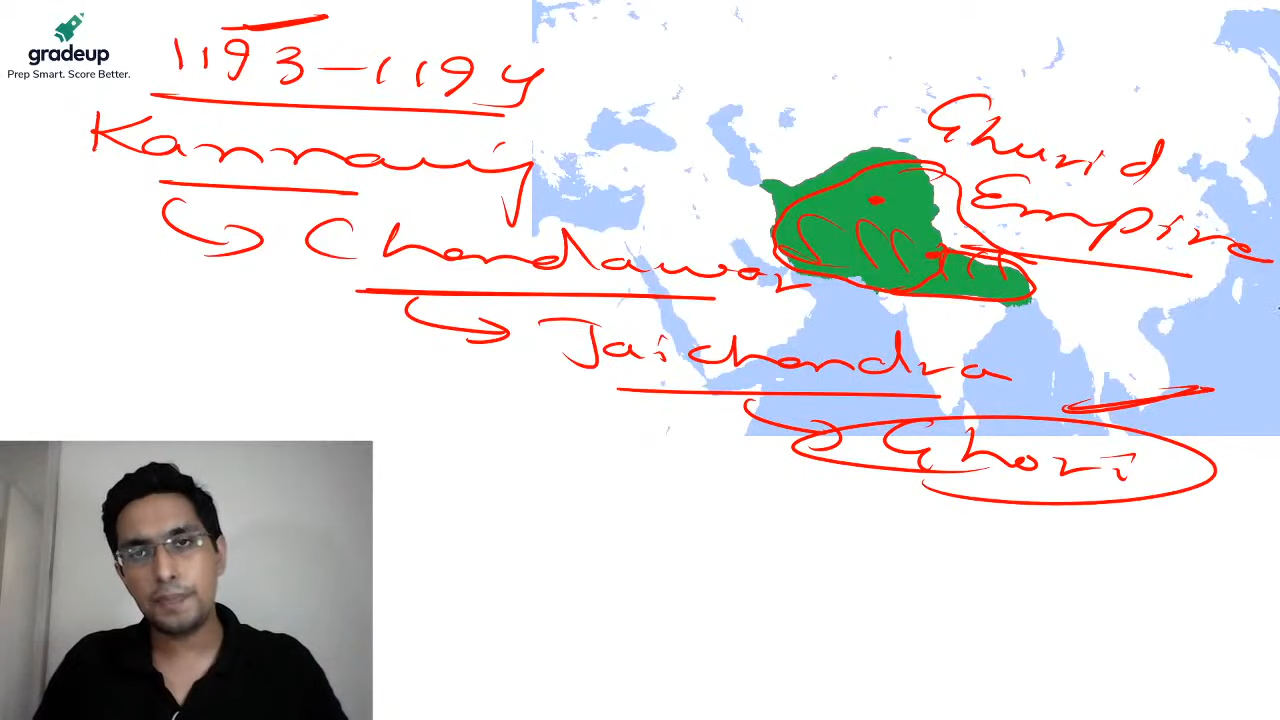 gradeup
Prep Smart. Score Better.
1193-1194
Kannauj
Chandawar
Jaichandra
Ghori
Ghurid
Empire